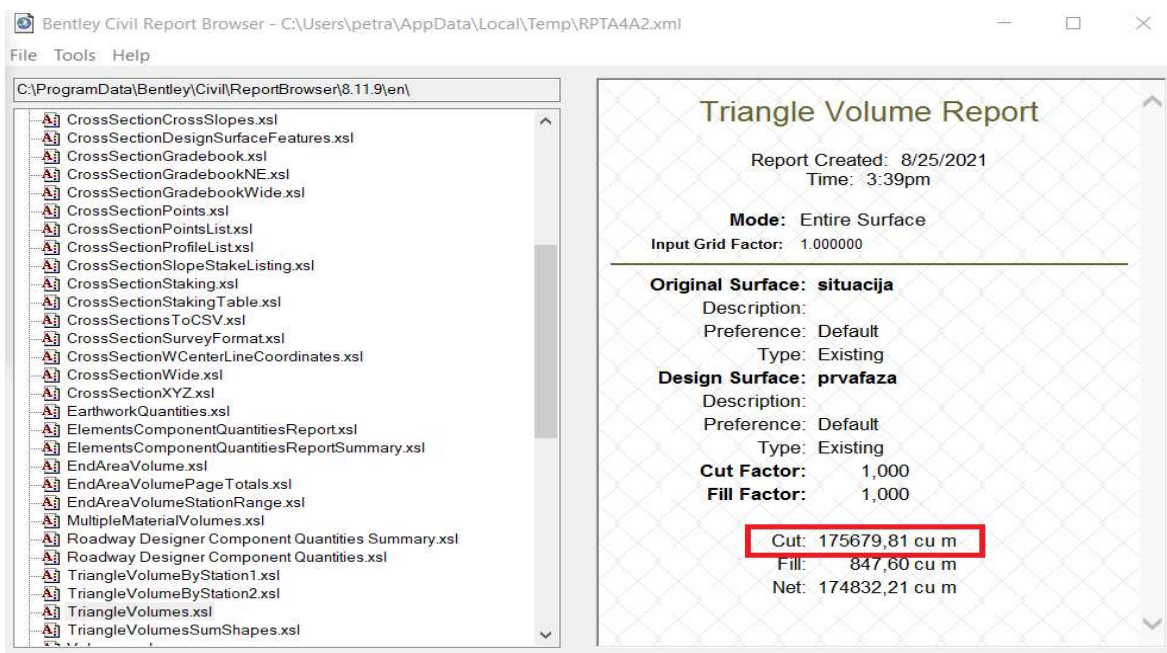 Bentley Civil Report Browser - C:\Users\petra\AppData\Local\Temp\RPTA4A2.xml
File Tools Help
C:\ProgramData\Bentley\Civil\ReportBrowser\8.11.9\en\
CrossSectionCrossSlopes.xsl
CrossSectionDesignSurfaceFeatures.xsl
CrossSectionGradebook.xsl
CrossSectionGradebookNE.xsl
CrossSectionGradebookWide.xsl
CrossSectionPoints.xsl
CrossSectionPointsList.xsl
CrossSectionProfileList.xsl
CrossSectionSlopeStakeListing.xsl
CrossSectionStaking.xsl
CrossSectionStakingTable.xsl
CrossSectionsToCSV.xsl
CrossSectionSurveyFormat.xsl
CrossSectionWCenterLineCoordinates.xsl
CrossSectionWide.xsl
CrossSectionXYZ.xsl
EarthworkQuantities.xsl
ElementsComponentQuantitiesReport.xsl
ElementsComponentQuantitiesReportSummary.xsl
EndAreaVolume.xsl
EndAreaVolumePageTotals.xsl
EndAreaVolumeStationRange.xsl
MultipleMaterialVolumes.xsl
Roadway Designer Component Quantities Summary.xsl
Roadway Designer Component Quantities.xsl
TriangleVolumeByStation1.xsl
TriangleVolumeByStation2.xsl
TriangleVolumes.xsl
TriangleVolumesSumShapes.xsl
Triangle Volume Report
Report Created: 8/25/2021
Time: 3:39pm
Mode: Entire Surface
Input Grid Factor: 1.000000
Original Surface: situacija
Description:
Preference: Default
Type: Existing
Design Surface: prvafaza
Description:
Preference: Default
Type: Existing
Cut Factor: 1,000
Fill Factor: 1,000
Cut: 175679,81 cu m
Fill: 847,60 cu m
Net: 174832,21 cu m